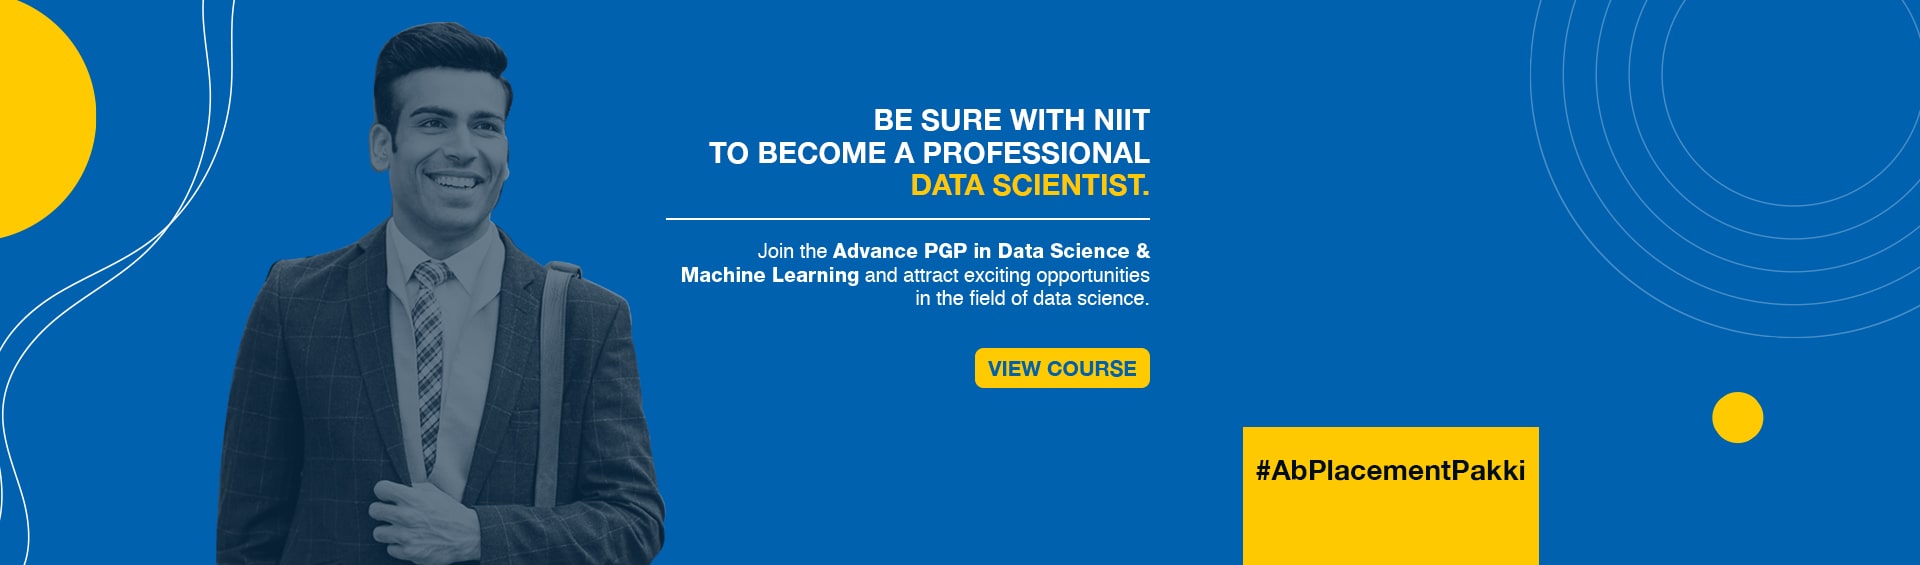 BE SURE WITH NIIT
TO BECOME A PROFESSIONAL
DATA SCIENTIST.
Join the Advance PGP in Data Science &
Machine Learning and attract exciting opportunities
in the field of data science.
VIEW COURSE
#AbPlacementPakki